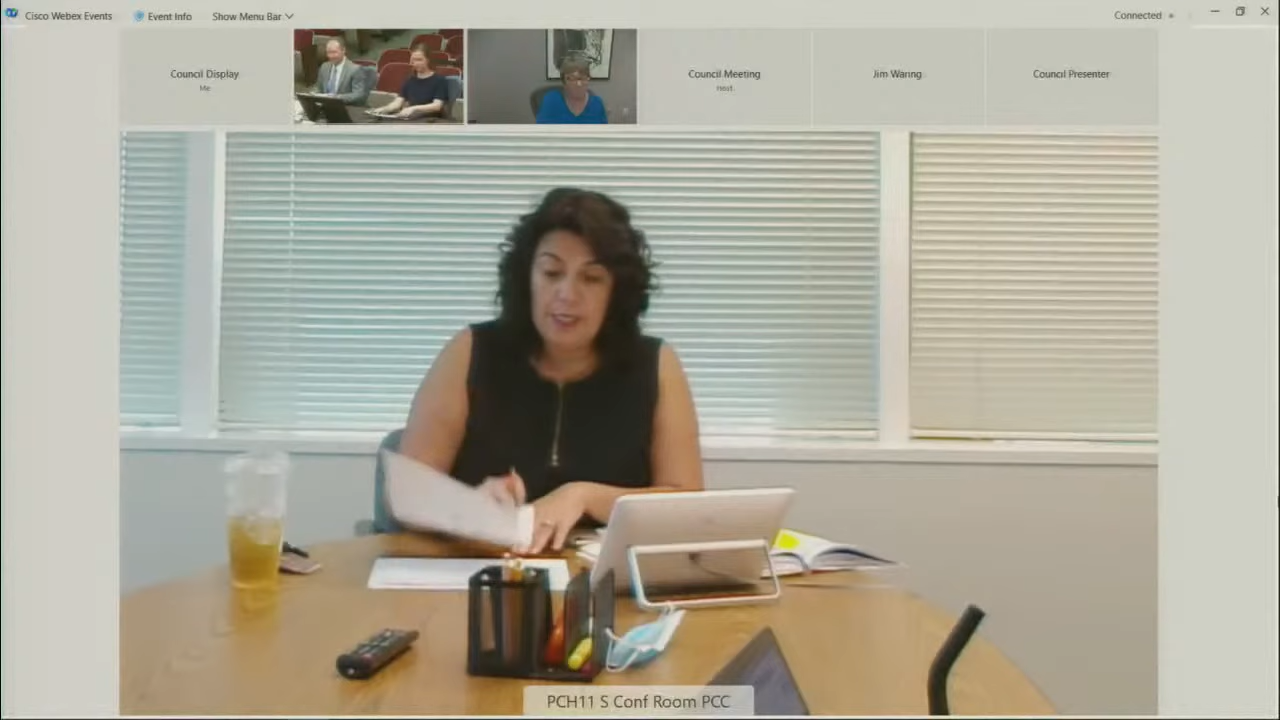 Cisco Webex Events
Event Info
Show Menu Bar
Connected
Council Display
Me
Council Meeting
Host
Jim Waring
Council Presenter
PCH11 S Conf Room PCC